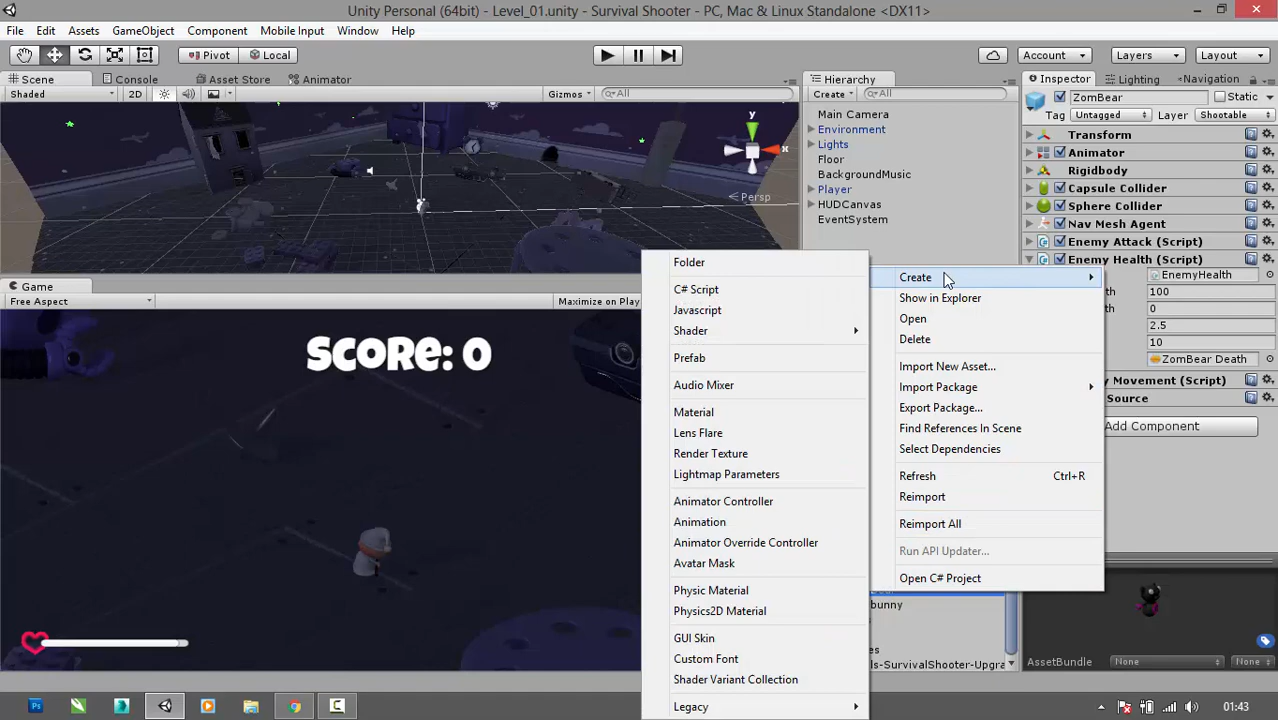 Unity Personal (64bit) - Level_01.unity - Survival Shooter - PC, Mac & Linux Standalone <DX11>
File Edit Assets GameObject Component Mobile Input Window Help
Pivot Local Account Layers Layout
Scene Console Asset Store Animator
Shaded 2D Gizmos All
y
x
Persp
Hierarchy
Create All
Main Camera
Environment
Lights
Floor
BackgroundMusic
Player
HUDCanvas
EventSystem
Inspector Lighting Navigation
ZomBear Static
Tag Untagged Layer Shootable
Transform
Animator
Rigidbody
Capsule Collider
Sphere Collider
Nav Mesh Agent
Enemy Attack (Script)
Enemy Health (Script)
EnemyHealth
100
0
2.5
10
ZomBear Death
Movement (Script)
Source
Add Component
Game
Free Aspect Maximize on Play
SCORE: 0
Folder
C# Script
Javascript
Shader
Prefab
Audio Mixer
Material
Lens Flare
Render Texture
Lightmap Parameters
Animator Controller
Animation
Animator Override Controller
Avatar Mask
Physic Material
Physics2D Material
GUI Skin
Custom Font
Shader Variant Collection
Legacy
Create
Show in Explorer
Open
Delete
Import New Asset...
Import Package
Export Package...
Find References In Scene
Select Dependencies
Refresh Ctrl+R
Reimport
Reimport All
Run API Updater...
Open C# Project
bunny
ls-SurvivalShooter-Upgra
AssetBundle None None
01:43